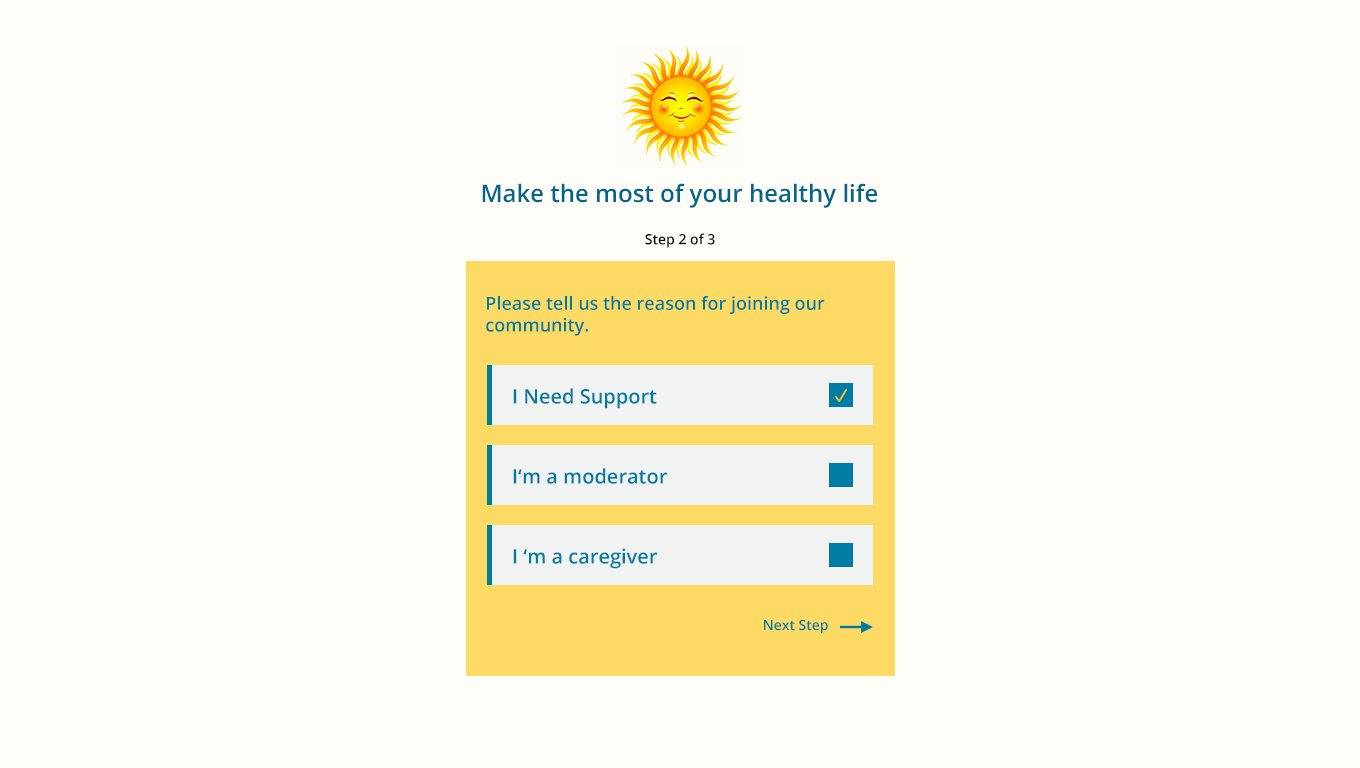 Make the most of your healthy life
Step 2 of 3
Please tell us the reason for joining our
community.
I Need Support
I‘m a moderator
I ‘m a caregiver
Next Step